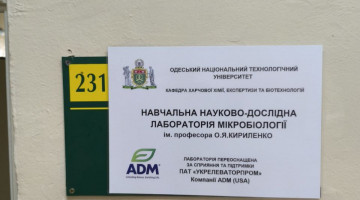 231
ОДЕСЬКИЙ НАЦІОНАЛЬНИЙ ТЕХНОЛОГІЧНИЙ
УНІВЕРСИТЕТ
КАФЕДРА ХАРЧОВОЇ ХІМІЇ, ЕКСПЕРТИЗИ ТА БІОТЕХНОЛОГІЇ
НАВЧАЛЬНА НАУКОВО-ДОСЛІДНА
ЛАБОРАТОРІЯ МІКРОБІОЛОГІЇ
ім. професора О.Я.КИРИЛЕНКО
ADM
ЛАБОРАТОРІЯ ПЕРЕОСНАЩЕНА
ЗА СПРИЯННЯ ТА ПІДТРИМКИ
ПАТ «УКРЕЛЕВАТОРПРОМ»
Компанії ADM (USA)